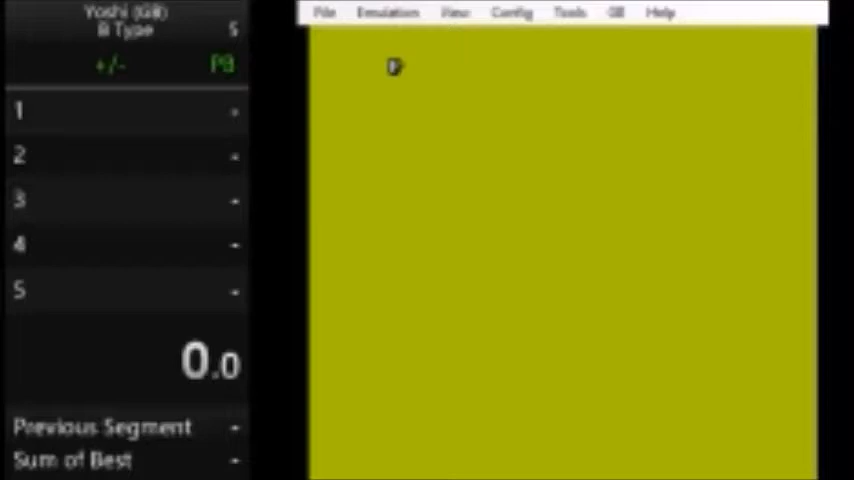 Yoshi (GB)
B Type 5
+/- PB
1 -
2 -
3 -
4 -
5 -
0.0
Previous Segment -
Sum of Best -
File Emulation View Config Tools GB Help